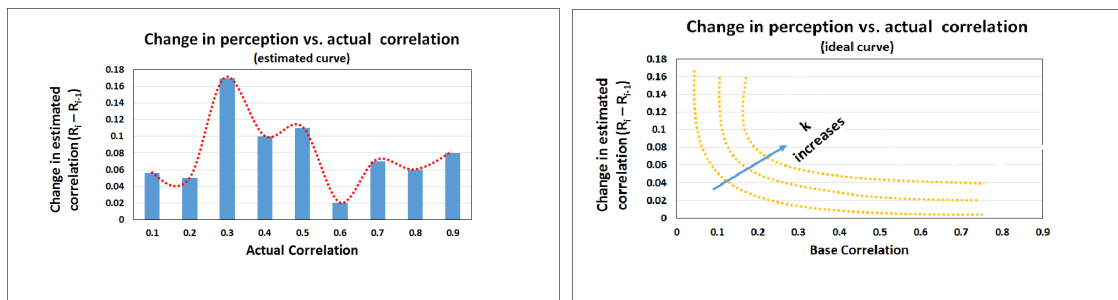 Change in perception vs. actual correlation
(estimated curve)
Change in estimated
correlation (Ri – Ri-1)
0.18
0.16
0.14
0.12
0.1
0.08
0.06
0.04
0.02
0
0.1 0.2 0.3 0.4 0.5 0.6 0.7 0.8 0.9
Actual Correlation
Change in perception vs. actual correlation
(ideal curve)
Change in estimated
correlation (Ri – Ri-1)
0.18
0.16
0.14
0.12
0.1
0.08
0.06
0.04
0.02
0
k
increases
0 0.1 0.2 0.3 0.4 0.5 0.6 0.7 0.8 0.9
Base Correlation